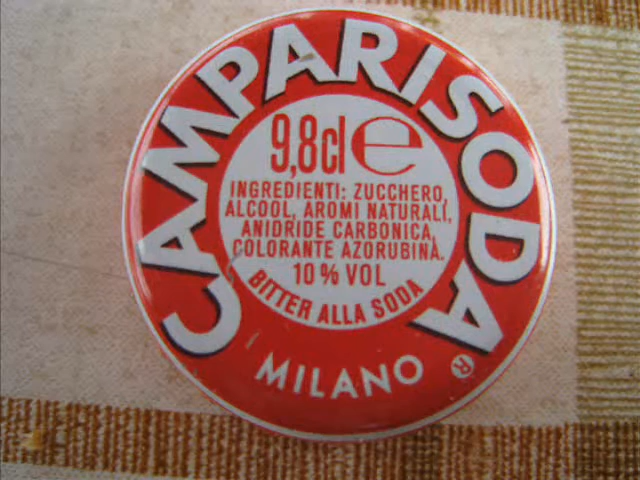 CAMPARISODA
9,8cl e
INGREDIENTI: ZUCCHERO,
ALCOOL, AROMI NATURALI,
ANIDRIDE CARBONICA,
COLORANTE AZORUBINA.
10% VOL
BITTER ALLA SODA
MILANO ®